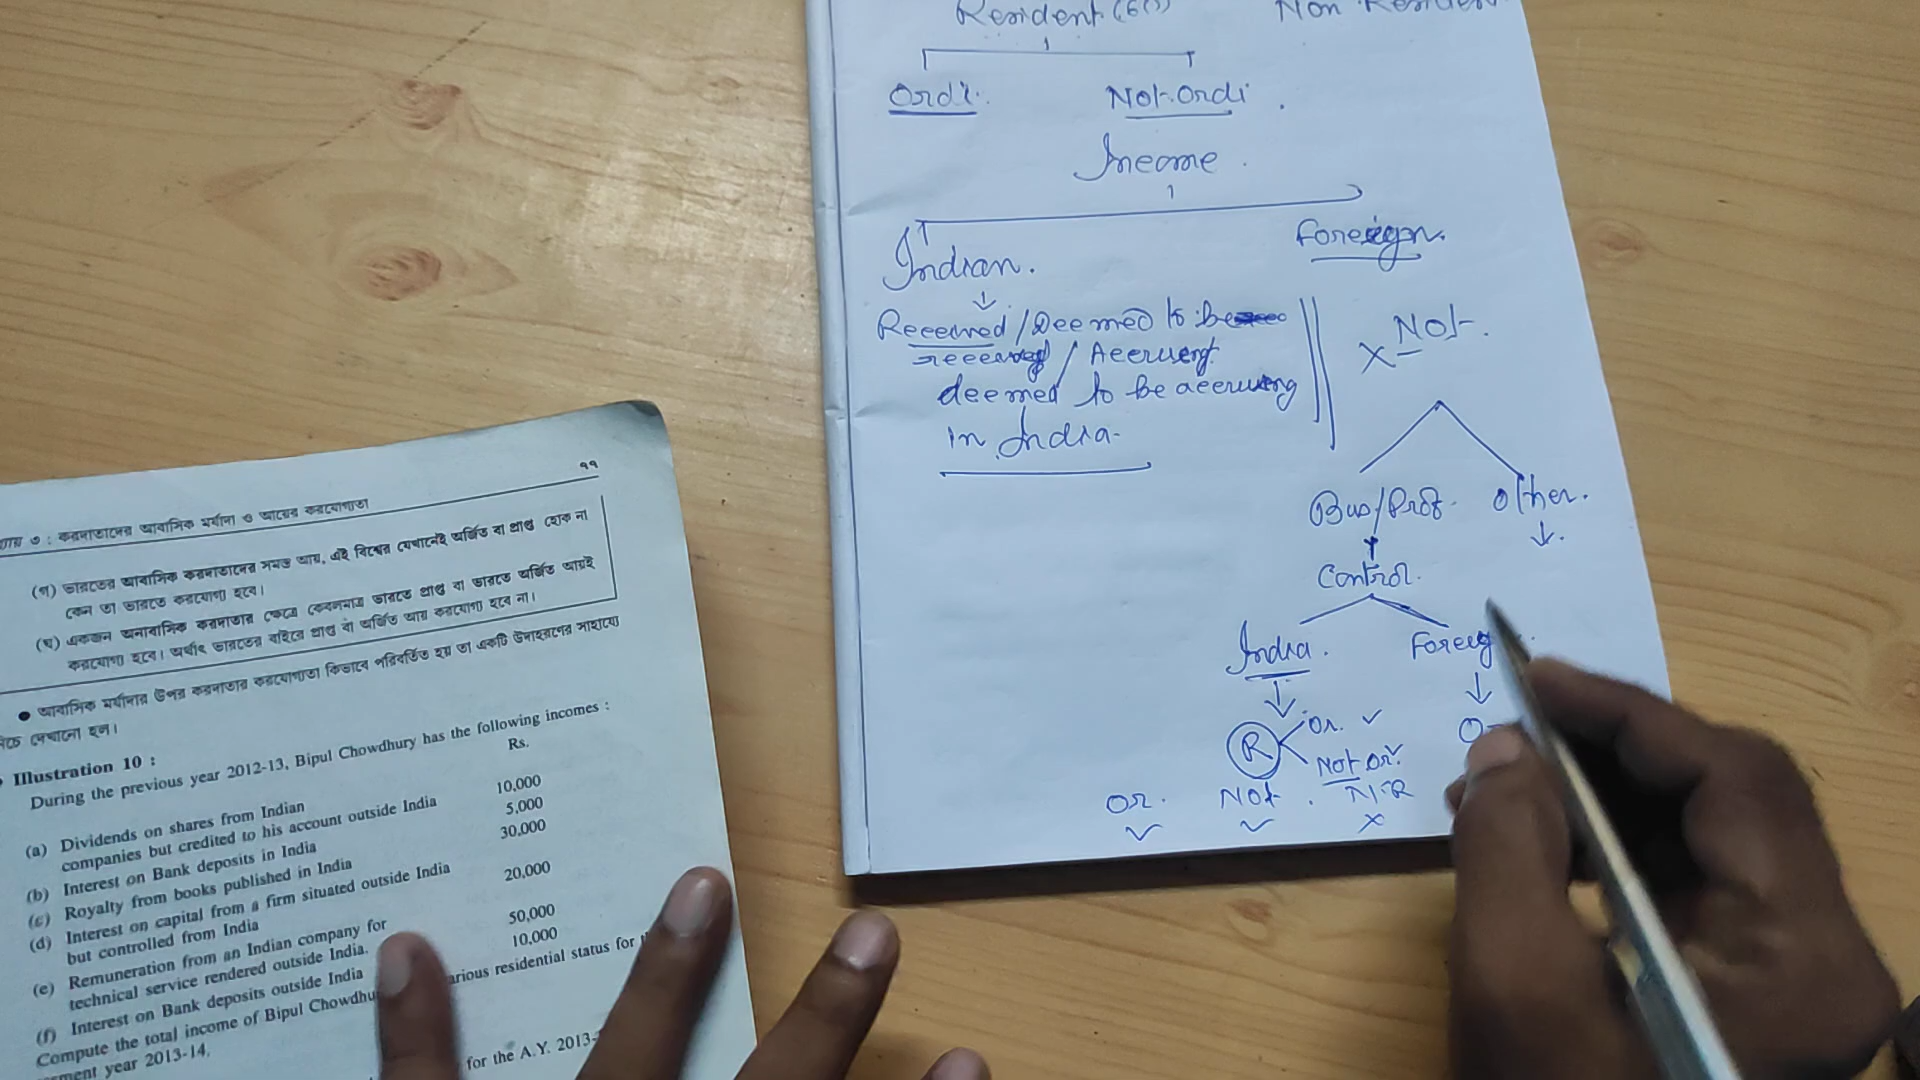 Resident (6(1)) Non Resident
Ordi. Not-Ordi.
Income.
Indian. Foreign.
Received / Deemed to be
received / Accruent
deemed to be accruing
in India.
Not.
X
Bus/Prof. Other.
Control.
India. Foreig
R Or. ✓
Not Or. ✓
Or. Not. N-R
✓ ✓ X
৭৭
৩ : করদাতাদের আবাসিক মর্যাদা ও আয়ের করযোগ্যতা
(গ) ভারতের আবাসিক করদাতাদের সমস্ত আয়, এই বিশ্বের যেখানেই অর্জিত বা প্রাপ্ত হোক না
কেন তা ভারতে করযোগ্য হবে।
(ঘ) একজন অনাবাসিক করদাতার ক্ষেত্রে কেবলমাত্র ভারতে প্রাপ্ত বা ভারতে অর্জিত আয়ই
করযোগ্য হবে। অর্থাৎ ভারতের বাইরে প্রাপ্ত বা অর্জিত আয় করযোগ্য হবে না।
● আবাসিক মর্যাদার উপর করদাতার করযোগ্যতা কিভাবে পরিবর্তিত হয় তা একটি উদাহরণের সাহায্যে
দেখানো হল।
Illustration 10 :
During the previous year 2012-13, Bipul Chowdhury has the following incomes :
Rs.
(a) Dividends on shares from Indian
companies but credited to his account outside India 10,000
(b) Interest on Bank deposits in India 5,000
(c) Royalty from books published in India 30,000
(d) Interest on capital from a firm situated outside India
but controlled from India 20,000
(e) Remuneration from an Indian company for
technical service rendered outside India. 50,000
(f) Interest on Bank deposits outside India 10,000
Compute the total income of Bipul Chowdhu arious residential status for
ment year 2013-14.
for the A.Y. 2013-